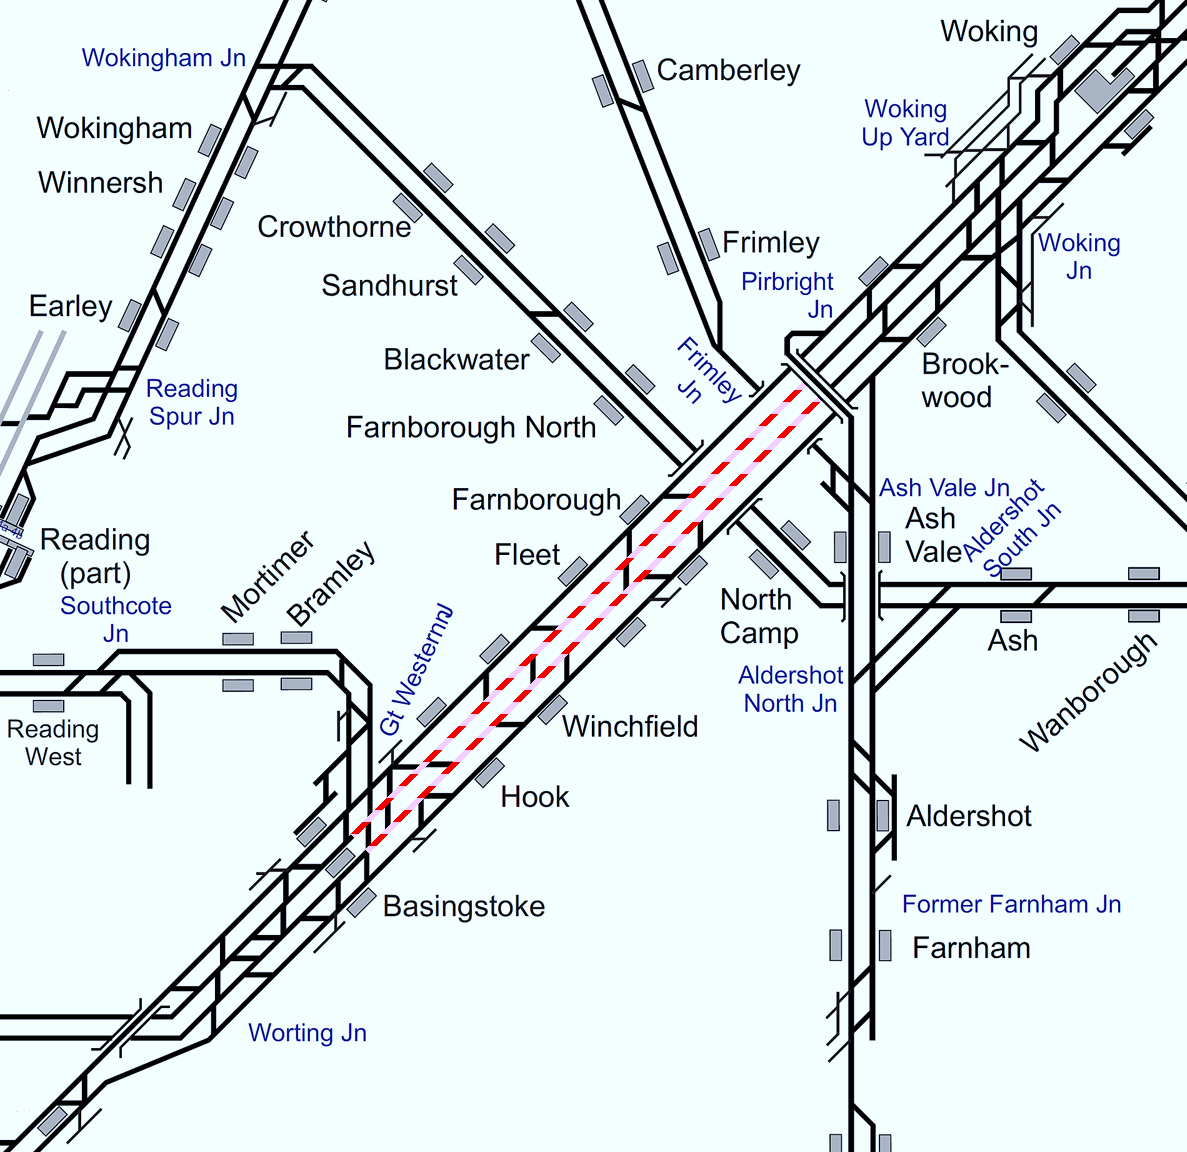 Woking
Wokingham Jn
Camberley
Woking
Up Yard
Wokingham
Winnersh
Crowthorne
Frimley
Woking
Jn
Pirbright
Jn
Sandhurst
Earley
Blackwater
Frimley
Jn
Brook-
wood
Reading
Spur Jn
Farnborough North
Farnborough
Ash Vale Jn
Ash
Vale
Aldershot
South Jn
Reading
(part)
Fleet
Mortimer
Bramley
Southcote
Jn
North
Camp
Ash
Wanborough
Gt WesternnJ
Aldershot
North Jn
Reading
West
Winchfield
Hook
Aldershot
Basingstoke
Former Farnham Jn
Farnham
Worting Jn